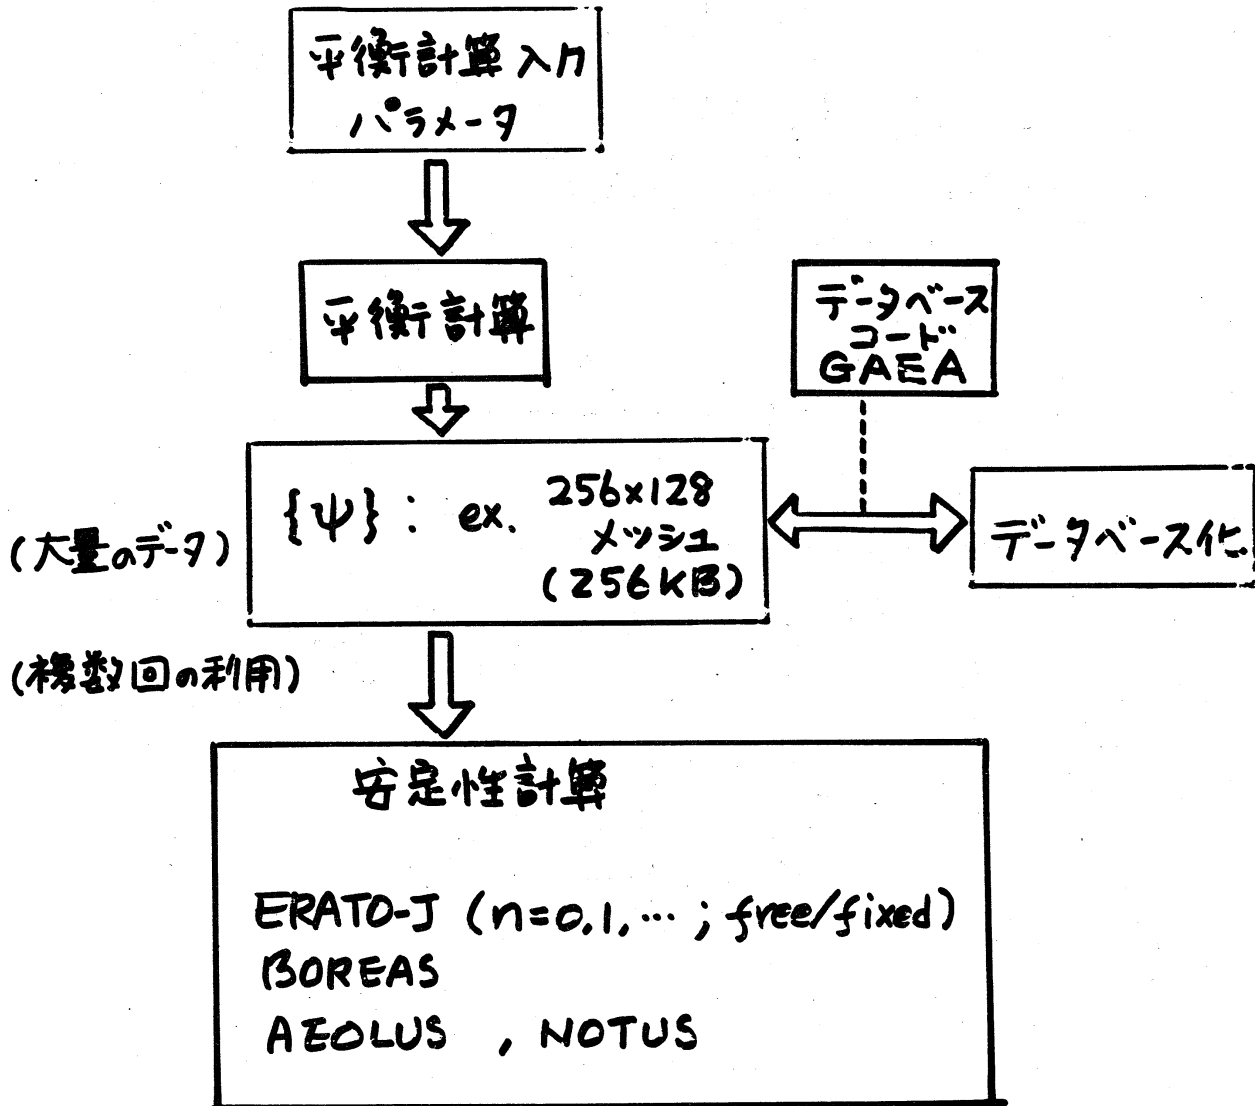 平衡計算入力
パラメータ
平衡計算
データベース
コード
GAEA
{ψ}: ex. 256×128
メッシュ
(256KB)
(大量のデータ)
データベース化
(複数回の利用)
安定性計算
ERATO-J (n=0,1,…; free/fixed)
BOREAS
AEOLUS , NOTUS